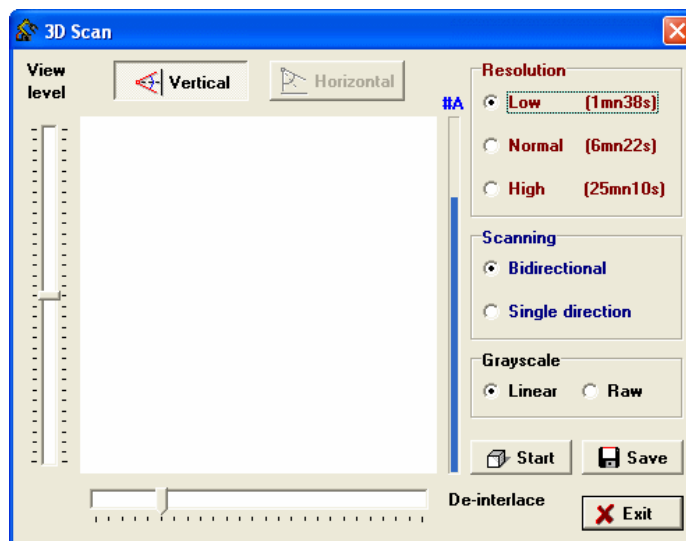 3D Scan
View
level
Vertical
Horizontal
#A
Resolution
Low (1mn38s)
Normal (6mn22s)
High (25mn10s)
Scanning
Bidirectional
Single direction
Grayscale
Linear Raw
Start Save
De-interlace
Exit